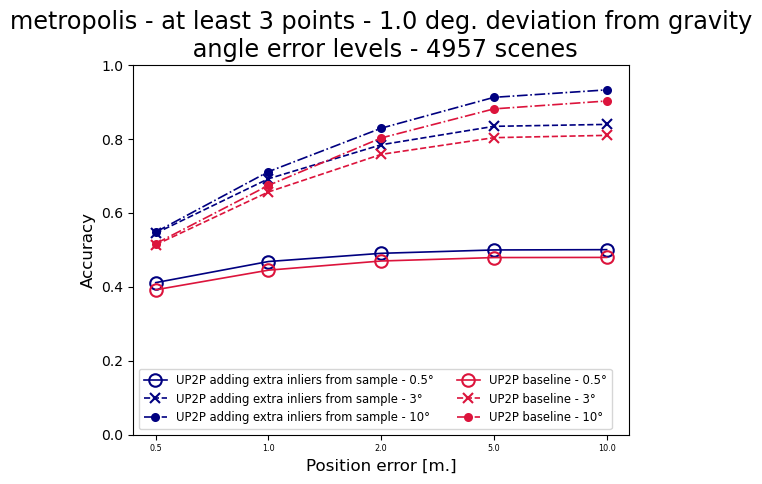 metropolis - at least 3 points - 1.0 deg. deviation from gravity
angle error levels - 4957 scenes
1.0
0.8
0.6
0.4
0.2
0.0
Accuracy
UP2P adding extra inliers from sample - 0.5°
UP2P adding extra inliers from sample - 3°
UP2P adding extra inliers from sample - 10°
UP2P baseline - 0.5°
UP2P baseline - 3°
UP2P baseline - 10°
0.5 1.0 2.0 5.0 10.0
Position error [m.]